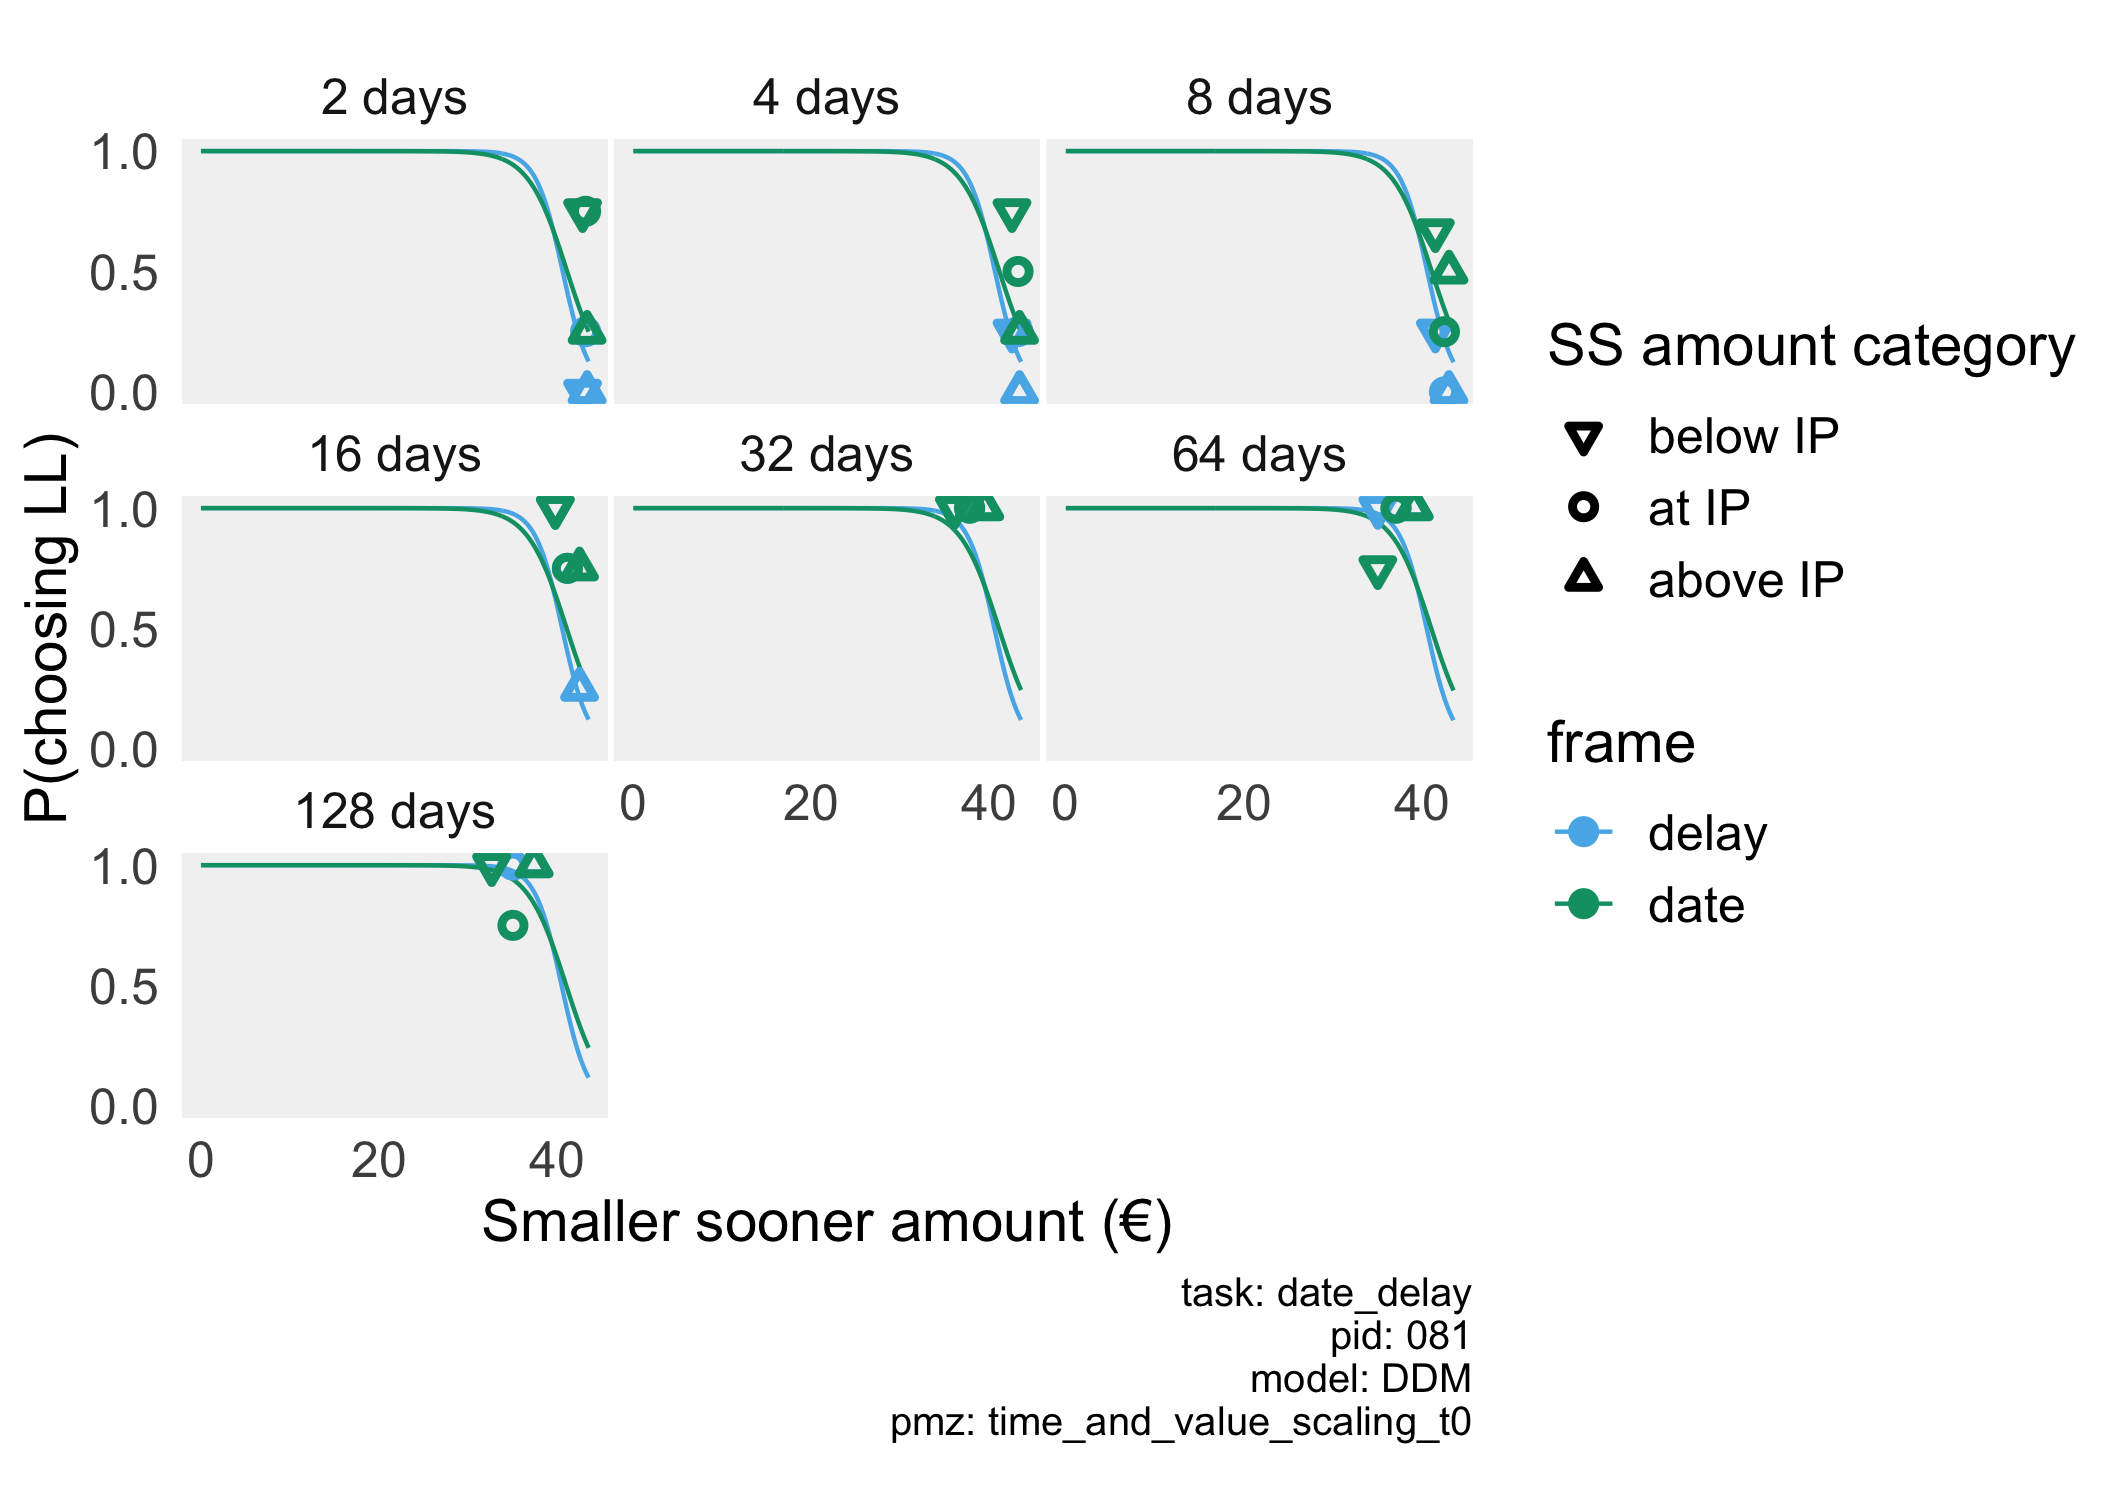 2 days
4 days
8 days
1.0
0.5
0.0
16 days
32 days
64 days
1.0
0.5
0.0
0
20
40
0
20
40
128 days
1.0
0.5
0.0
0
20
40
P(choosing LL)
Smaller sooner amount (€)
SS amount category
below IP
at IP
above IP
frame
delay
date
task: date_delay
pid: 081
model: DDM
pmz: time_and_value_scaling_t0